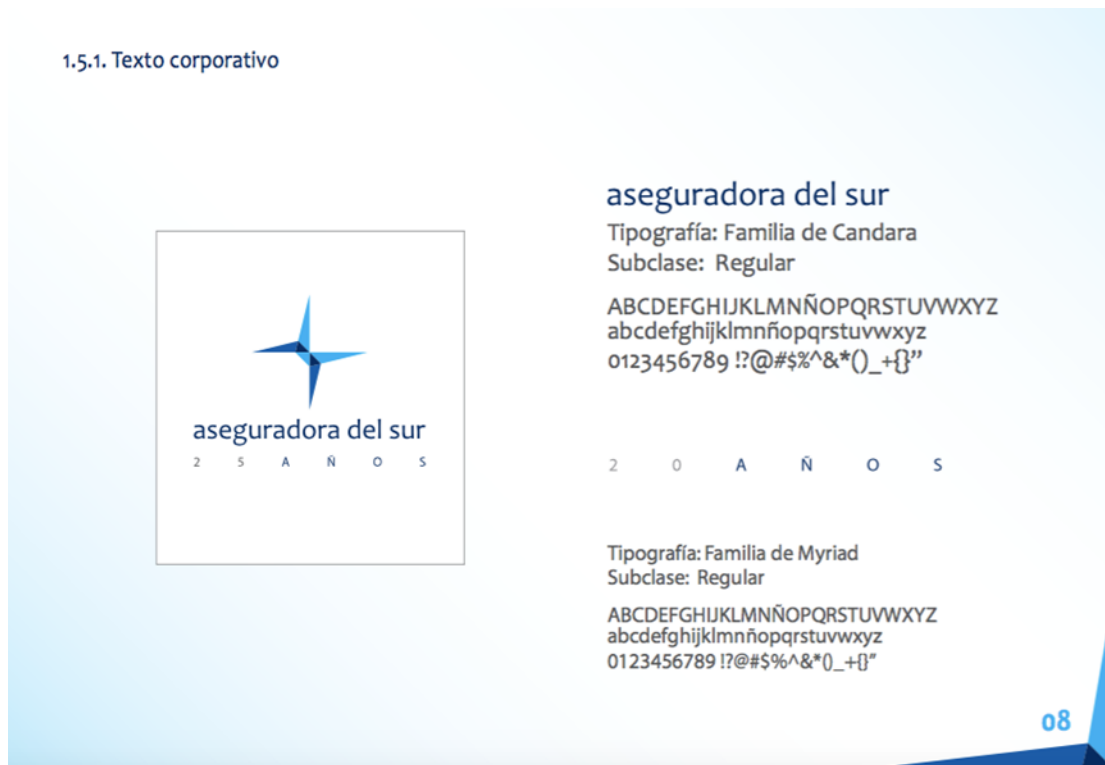 1.5.1. Texto corporativo
aseguradora del sur
2 5 A Ñ O S
aseguradora del sur
Tipografía: Familia de Candara
Subclase: Regular
ABCDEFGHIJKLMNÑOPQRSTUVWXYZ
abcdefghijklmnñopqrstuvwxyz
0123456789 !?@#$%^&*()_+{}”
2 0 A Ñ O S
Tipografía: Familia de Myriad
Subclase: Regular
ABCDEFGHIJKLMNÑOPQRSTUVWXYZ
abcdefghijklmnñopqrstuvwxyz
0123456789 !?@#$%^&*()_+{}”
08